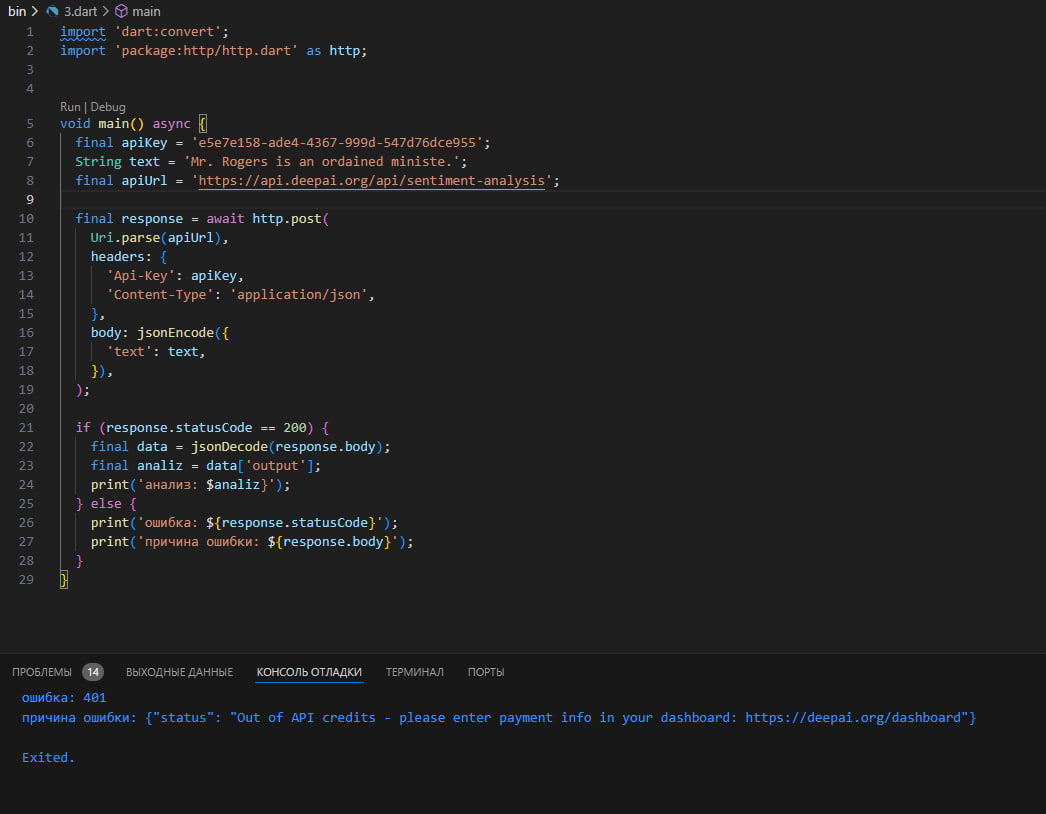 bin > 3.dart > main
1 import 'dart:convert';
2 import 'package:http/http.dart' as http;
3
4
Run | Debug
5 void main() async {
6 final apiKey = 'e5e7e158-ade4-4367-999d-547d76dce955';
7 String text = 'Mr. Rogers is an ordained ministe.';
8 final apiUrl = 'https://api.deepai.org/api/sentiment-analysis';
9
10 final response = await http.post(
11 Uri.parse(apiUrl),
12 headers: {
13 'Api-Key': apiKey,
14 'Content-Type': 'application/json',
15 },
16 body: jsonEncode({
17 'text': text,
18 }),
19 );
20
21 if (response.statusCode == 200) {
22 final data = jsonDecode(response.body);
23 final analiz = data['output'];
24 print('анализ: $analiz}');
25 } else {
26 print('ошибка: ${response.statusCode}');
27 print('причина ошибки: ${response.body}');
28 }
29 }
ПРОБЛЕМЫ 14 ВЫХОДНЫЕ ДАННЫЕ КОНСОЛЬ ОТЛАДКИ ТЕРМИНАЛ ПОРТЫ
ошибка: 401
причина ошибки: {"status": "Out of API credits - please enter payment info in your dashboard: https://deepai.org/dashboard"}
Exited.